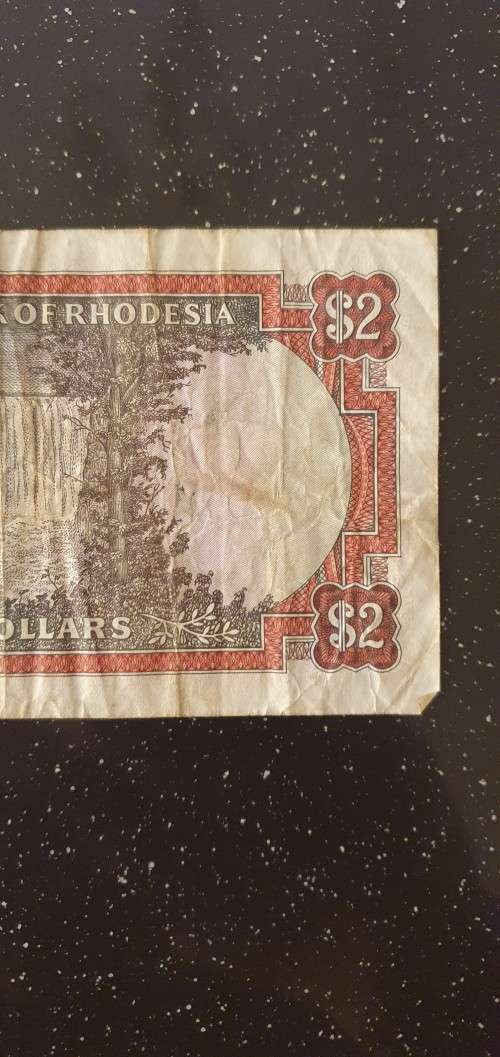 K OF RHODESIA
$2
OLLARS
$2